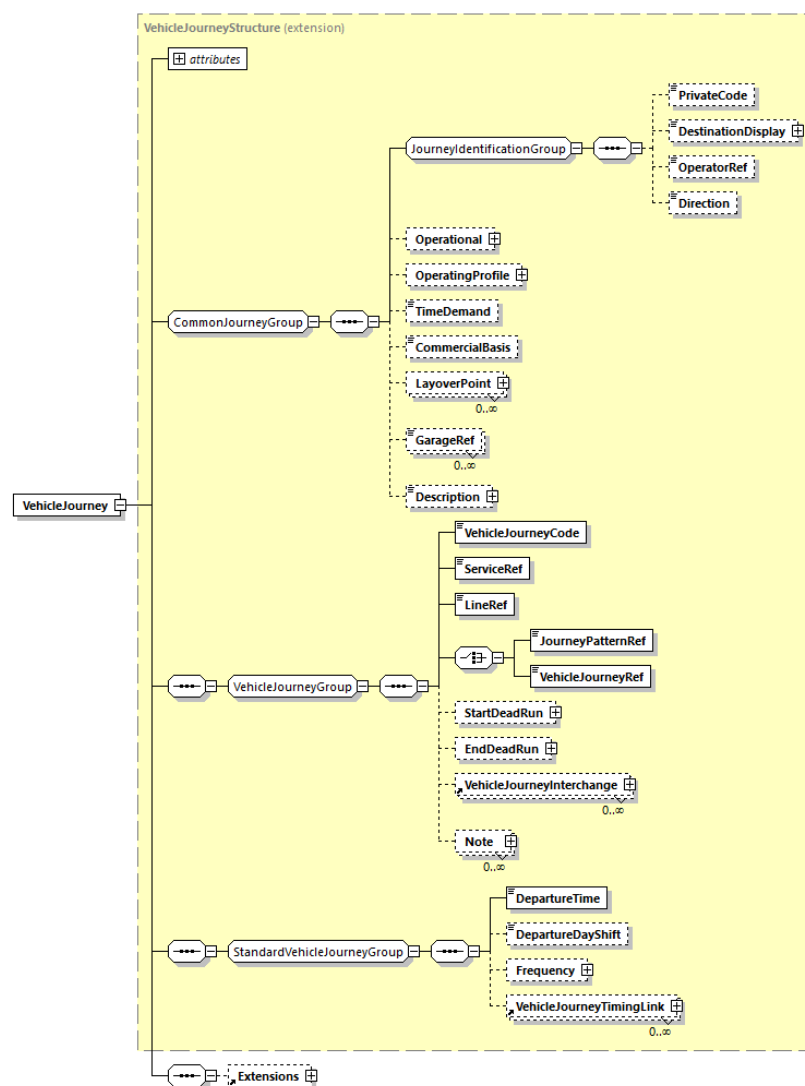 VehicleJourneyStructure (extension)
attributes
PrivateCode
DestinationDisplay
JourneyIdentificationGroup
OperatorRef
Direction
Operational
OperatingProfile
TimeDemand
CommonJourneyGroup
CommercialBasis
LayoverPoint
0..∞
GarageRef
0..∞
Description
VehicleJourney
VehicleJourneyCode
ServiceRef
LineRef
JourneyPatternRef
VehicleJourneyRef
VehicleJourneyGroup
StartDeadRun
EndDeadRun
VehicleJourneyInterchange
0..∞
Note
0..∞
DepartureTime
DepartureDayShift
StandardVehicleJourneyGroup
Frequency
VehicleJourneyTimingLink
0..∞
Extensions